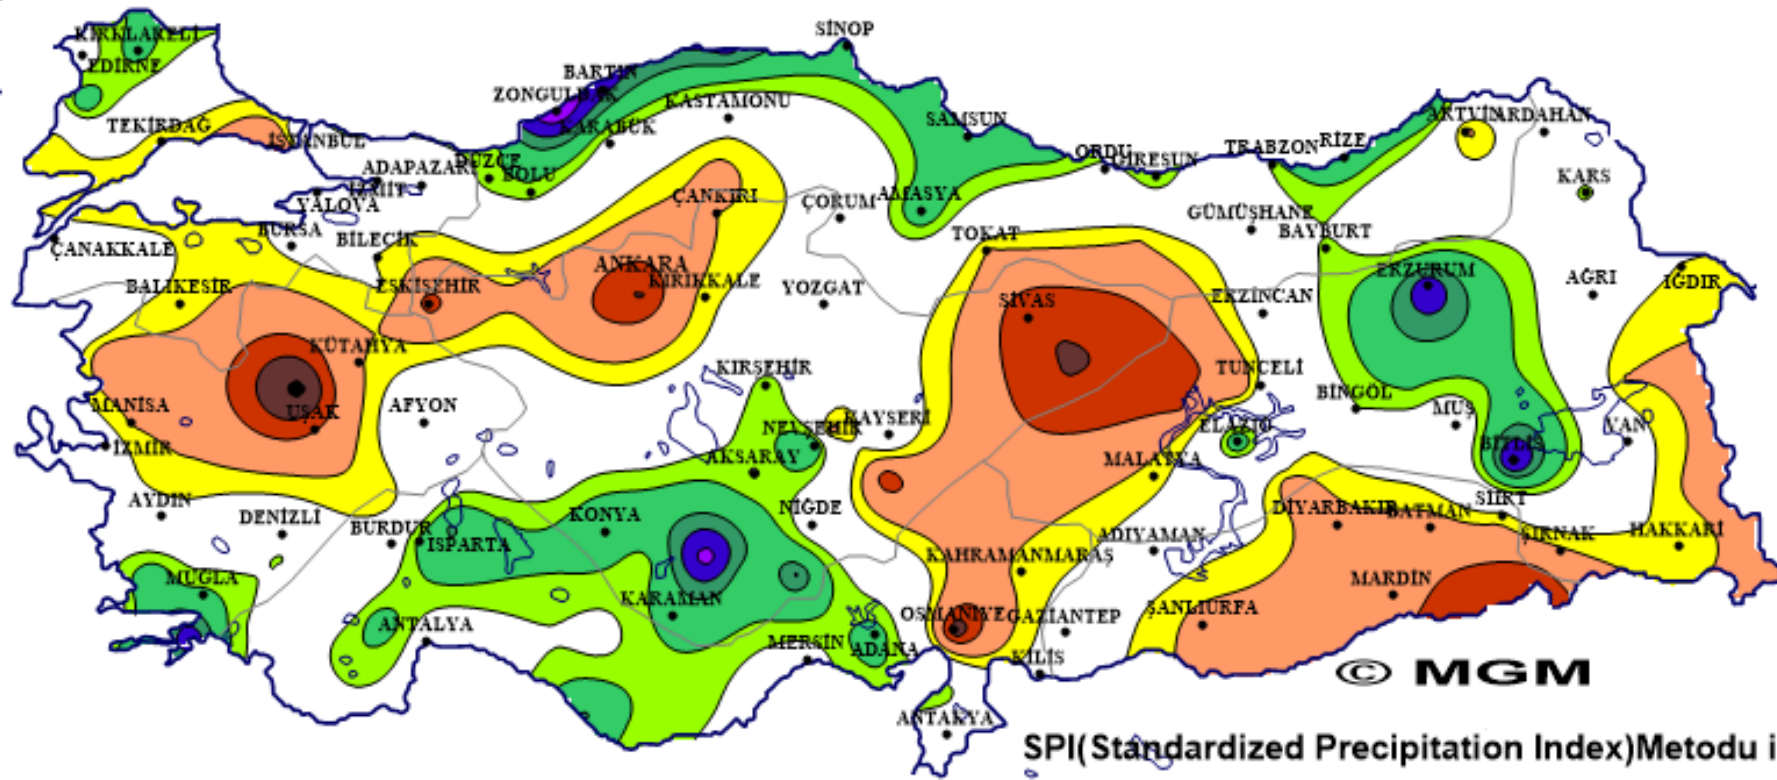 SİNOP
KIRKLARELİ
EDİRNE
BARTIN
ZONGULDAK
KASTAMONU
KARABÜK
SAMSUN
ARTVİN
ARDAHAN
TEKİRDAĞ
İSTANBUL
ORDU
GİRESUN
TRABZON
RİZE
ADAPAZARI
DÜZCE
BOLU
İZMİT
YALOVA
ÇANKIRI
ÇORUM
AMASYA
KARS
GÜMÜŞHANE
BAYBURT
BURSA
BİLECİK
TOKAT
ÇANAKKALE
ANKARA
ERZURUM
AĞRI
IĞDIR
BALIKESİR
ESKİŞEHİR
KIRIKKALE
YOZGAT
SİVAS
ERZİNCAN
KÜTAHYA
KIRŞEHİR
TUNCELİ
BİNGÖL
MUŞ
MANİSA
UŞAK
AFYON
KAYSERİ
NEVŞEHİR
ELAZIĞ
VAN
İZMİR
AKSARAY
MALATYA
BİTLİS
AYDIN
DENİZLİ
BURDUR
ISPARTA
KONYA
NİĞDE
DİYARBAKIR
BATMAN
SİİRT
ŞIRNAK
HAKKARİ
ADIYAMAN
KAHRAMANMARAŞ
MUĞLA
KARAMAN
MARDİN
ANTALYA
MERSİN
ADANA
OSMANİYE
GAZİANTEP
ŞANLIURFA
KİLİS
© MGM
ANTAKYA
SPI(Standardized Precipitation Index)Metodu i